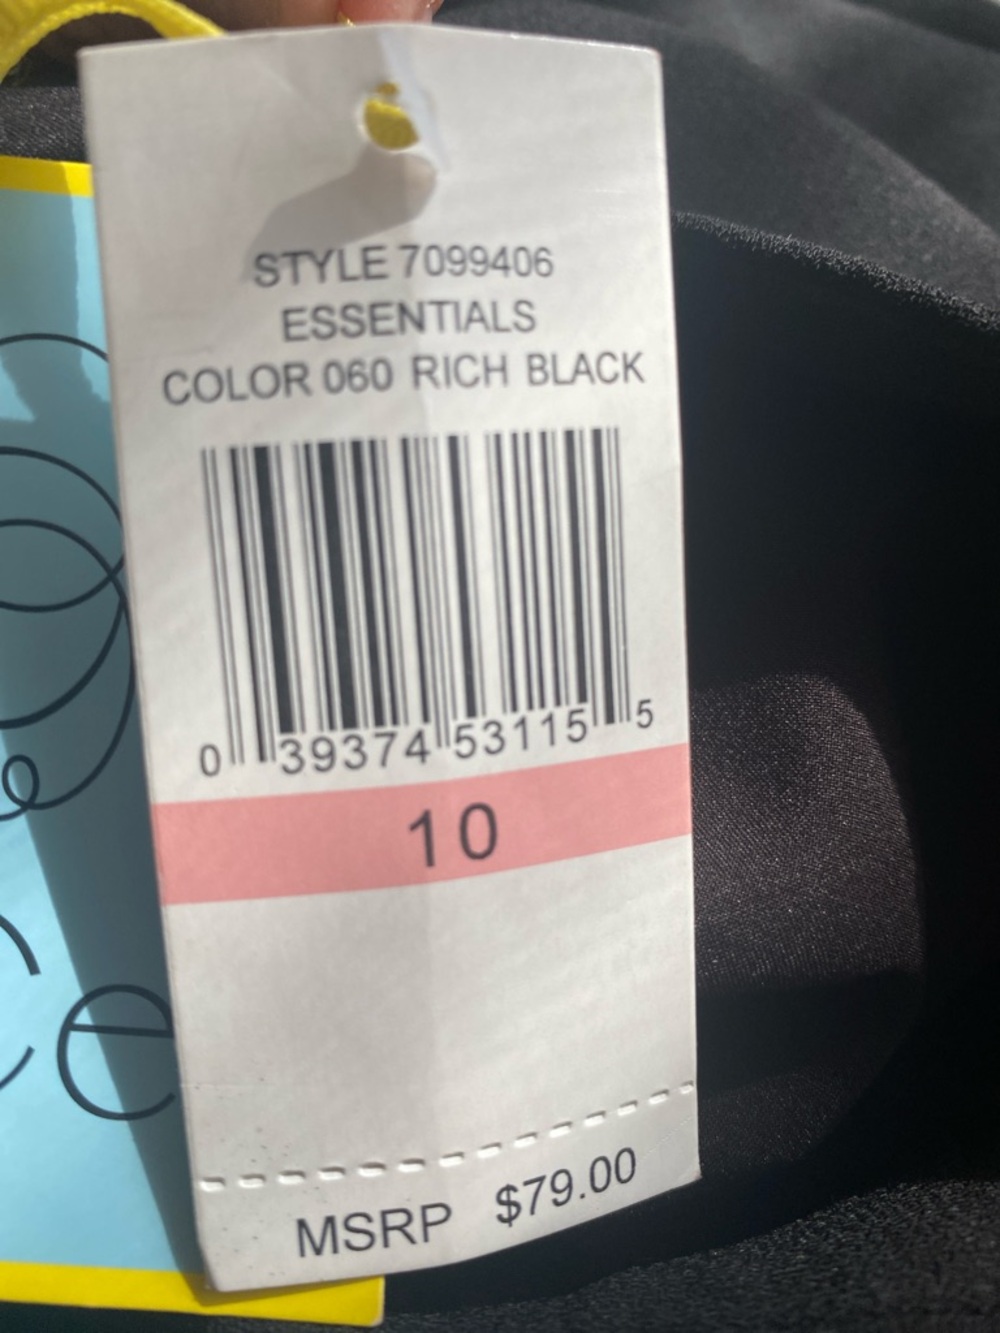 STYLE 7099406
ESSENTIALS
COLOR 060 RICH BLACK
0 39374 53115 5
10
MSRP $79.00
e